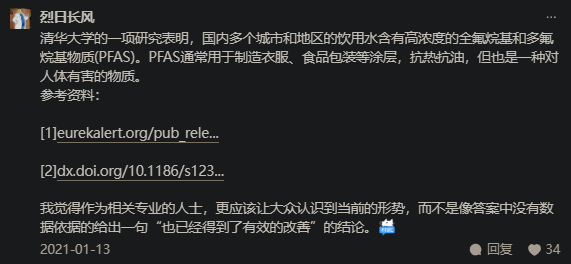 烈日长风
清华大学的一项研究表明，国内多个城市和地区的饮用水含有高浓度的全氟烷基和多氟
烷基物质(PFAS)。PFAS通常用于制造衣服、食品包装等涂层，抗热抗油，但也是一种对
人体有害的物质。
参考资料：
[1]eurekalert.org/pub_rele...
[2]dx.doi.org/10.1186/s123...
我觉得作为相关专业的人士，更应该让大众认识到当前的形势，而不是像答案中没有数
据依据的给出一句“也已经得到了有效的改善”的结论。
2021-01-13 回复 34